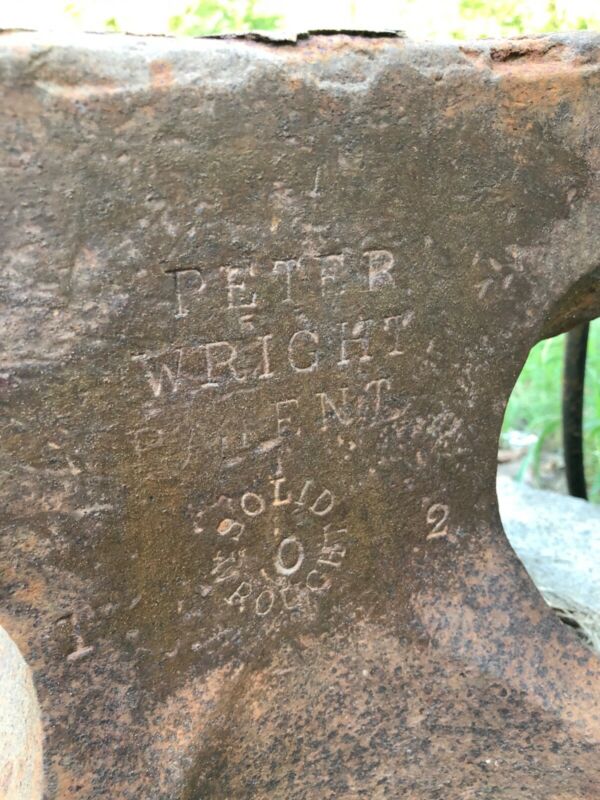 PETER
WRIGHT
PATENT
SOLID WROUGHT
1 0 2